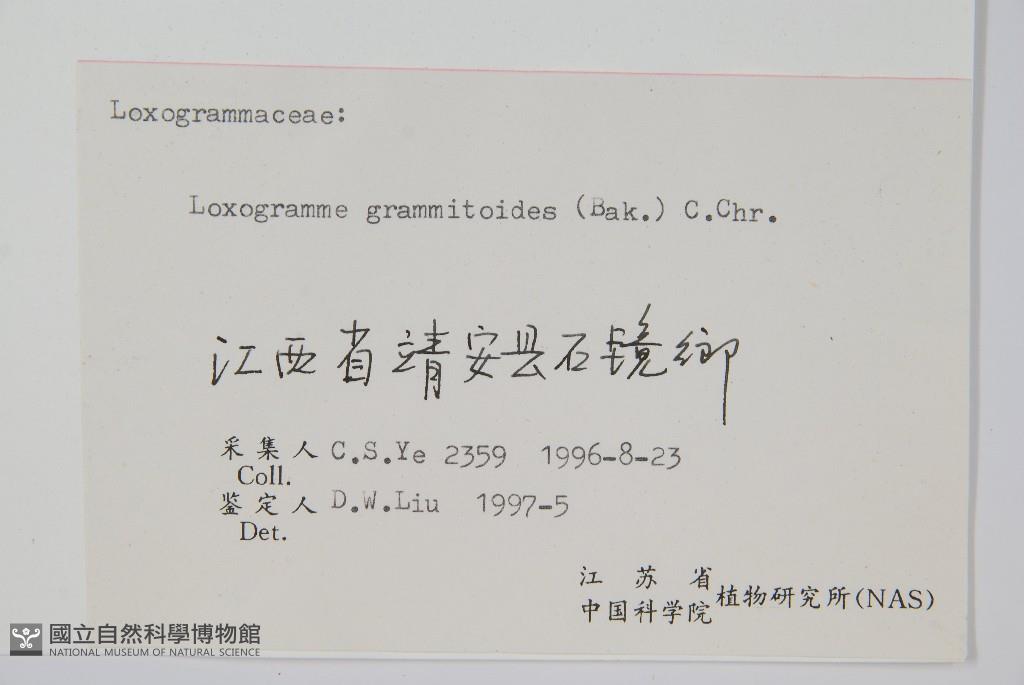 Loxogrammaceae:
Loxogramme grammitoides (Bak.) C.Chr.
江西省靖安县石镜鄉
采集人 C.S.Ye 2359 1996-8-23
Coll.
鉴定人 D.W.Liu 1997-5
Det.
江苏省
中国科学院植物研究所(NAS)
國立自然科學博物館
NATIONAL MUSEUM OF NATURAL SCIENCE